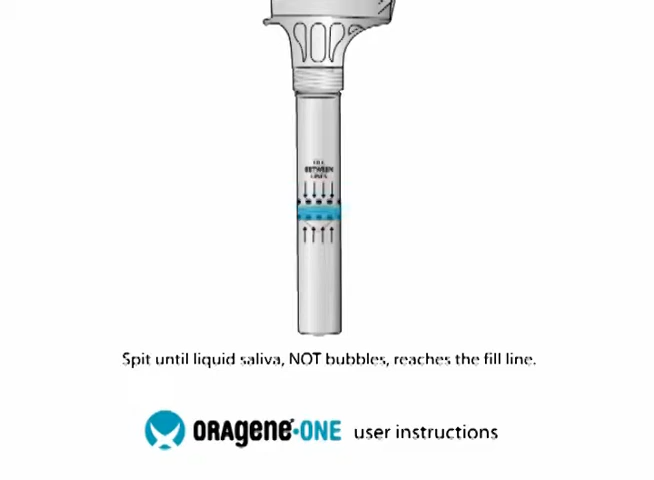 FILL
BETWEEN
LINES
Spit until liquid saliva, NOT bubbles, reaches the fill line.
ORAGENE·ONE user instructions